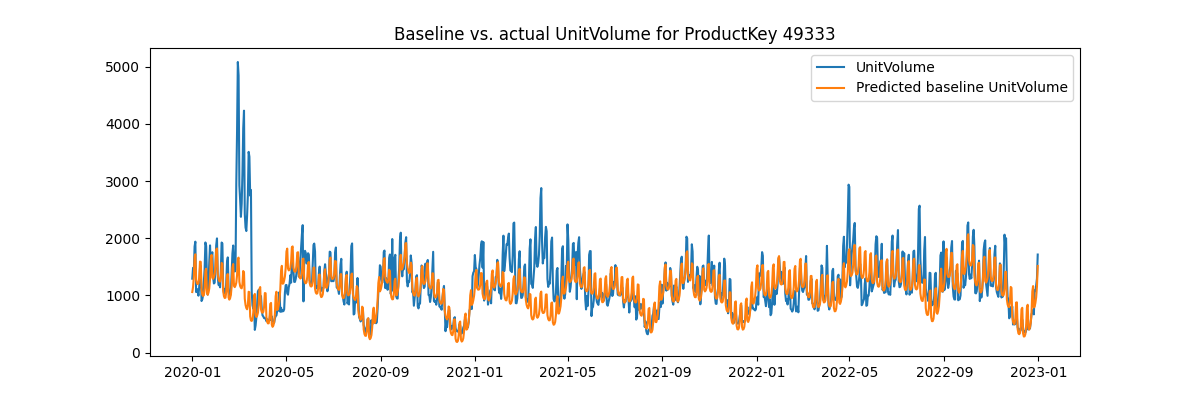 Baseline vs. actual UnitVolume for ProductKey 49333
UnitVolume
Predicted baseline UnitVolume
5000
4000
3000
2000
1000
0
2020-01 2020-05 2020-09 2021-01 2021-05 2021-09 2022-01 2022-05 2022-09 2023-01